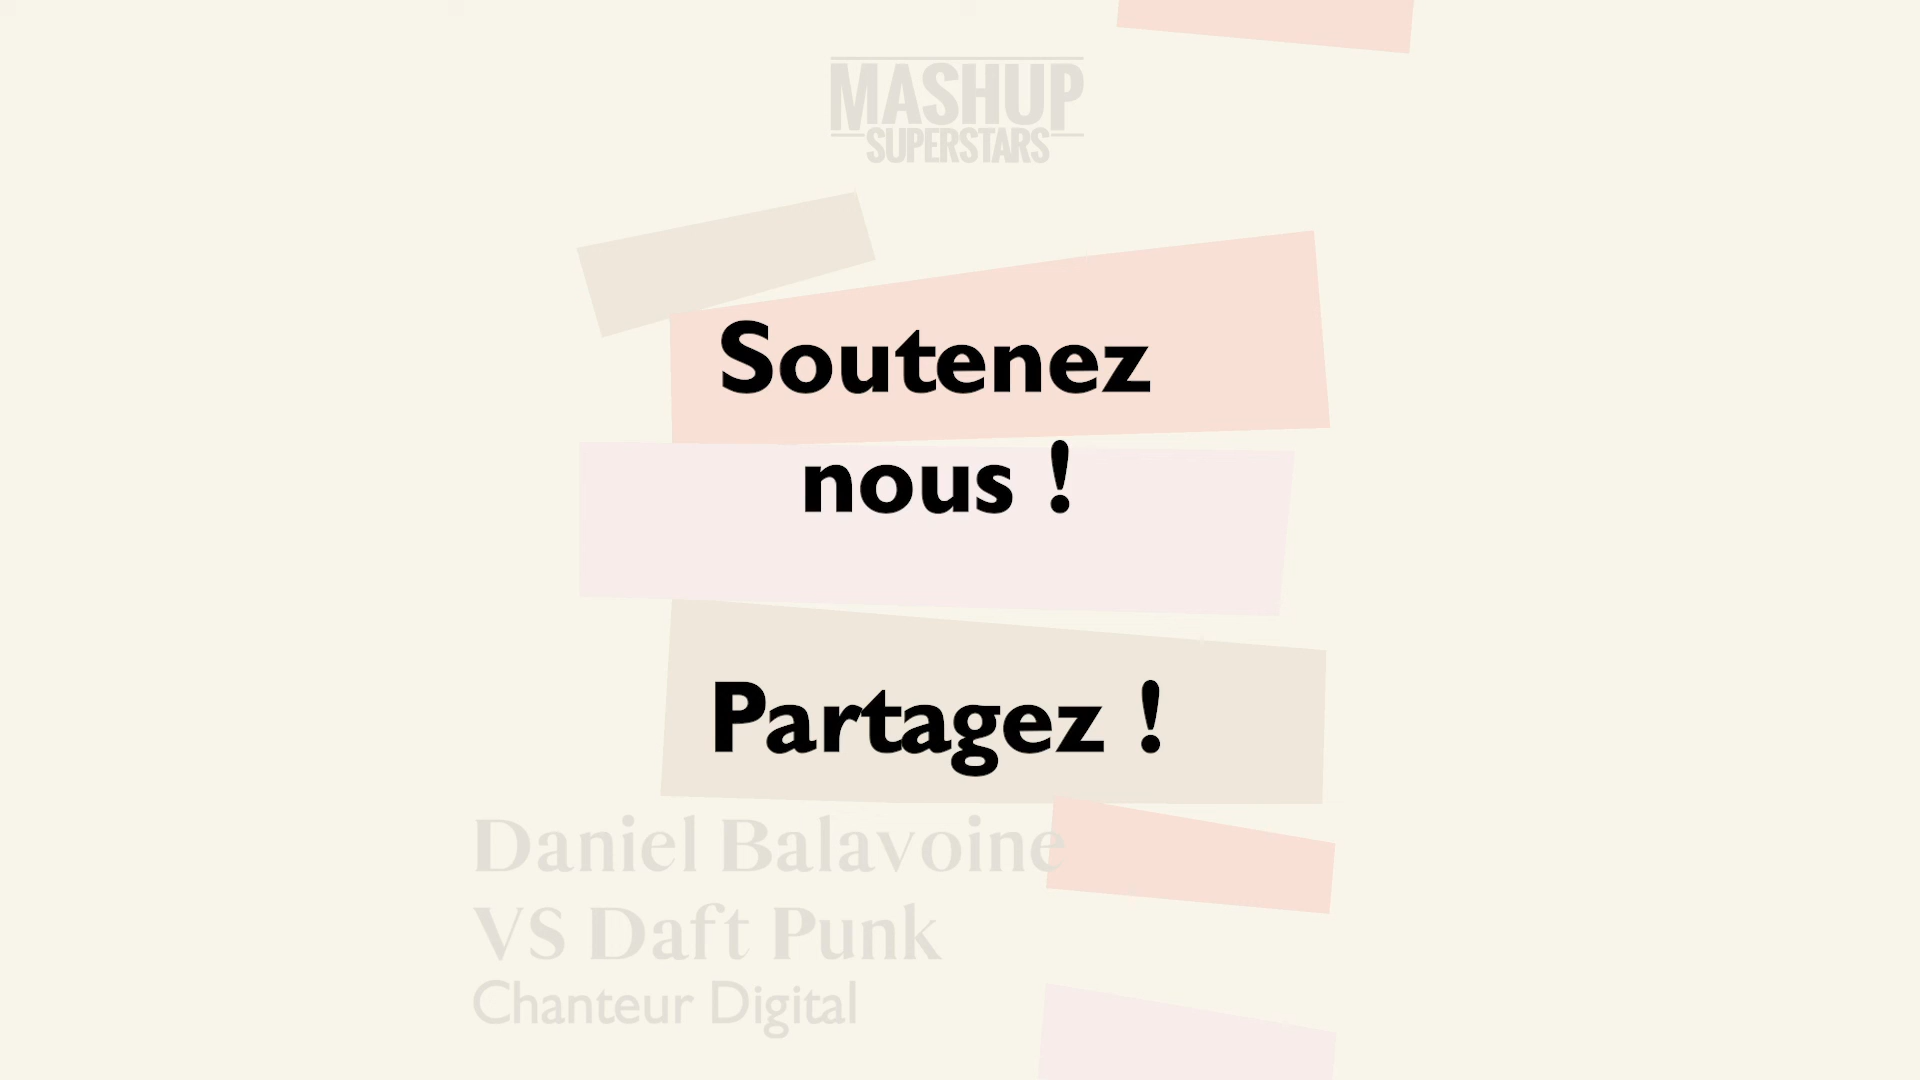 MASHUP
SUPERSTARS
Soutenez
nous !
Partagez !
Daniel Balavoine
VS Daft Punk
Chanteur Digital